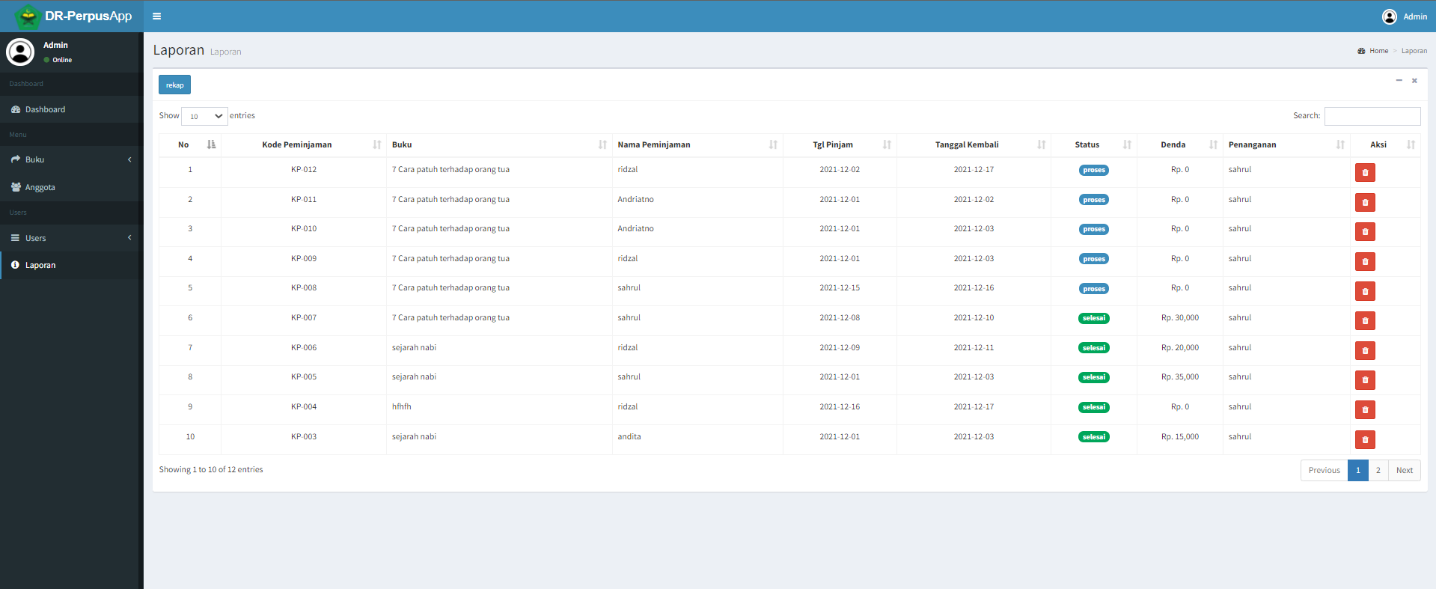 DR-PerpusApp
Admin
Admin
Online
Dashboard
Dashboard
Menu
Buku
Anggota
Users
Users
Laporan
Laporan Laporan
Home > Laporan
rekap
Show 10 entries
Search:
No Kode Peminjaman Buku Nama Peminjaman Tgl Pinjam Tanggal Kembali Status Denda Penanganan Aksi
1 KP-012 7 Cara patuh terhadap orang tua ridzal 2021-12-02 2021-12-17 proses Rp. 0 sahrul
2 KP-011 7 Cara patuh terhadap orang tua Andriatno 2021-12-01 2021-12-02 proses Rp. 0 sahrul
3 KP-010 7 Cara patuh terhadap orang tua Andriatno 2021-12-01 2021-12-03 proses Rp. 0 sahrul
4 KP-009 7 Cara patuh terhadap orang tua ridzal 2021-12-01 2021-12-03 proses Rp. 0 sahrul
5 KP-008 7 Cara patuh terhadap orang tua sahrul 2021-12-15 2021-12-16 proses Rp. 0 sahrul
6 KP-007 7 Cara patuh terhadap orang tua sahrul 2021-12-08 2021-12-10 selesai Rp. 30,000 sahrul
7 KP-006 sejarah nabi ridzal 2021-12-09 2021-12-11 selesai Rp. 20,000 sahrul
8 KP-005 sejarah nabi sahrul 2021-12-01 2021-12-03 selesai Rp. 35,000 sahrul
9 KP-004 hfhfh ridzal 2021-12-16 2021-12-17 selesai Rp. 0 sahrul
10 KP-003 sejarah nabi andita 2021-12-01 2021-12-03 selesai Rp. 15,000 sahrul
Showing 1 to 10 of 12 entries
Previous 1 2 Next